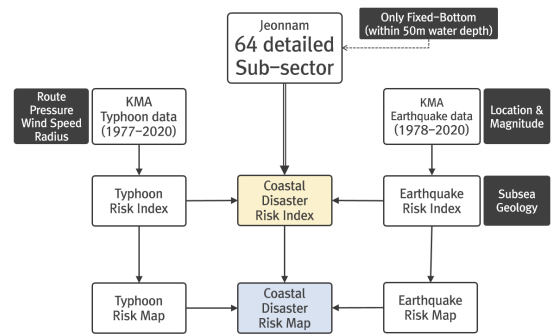 Jeonnam
64 detailed
Sub-sector
Only Fixed-Bottom
(within 50m water depth)
Route
Pressure
Wind Speed
Radius
KMA
Typhoon data
(1977-2020)
KMA
Earthquake data
(1978-2020)
Location &
Magnitude
Typhoon
Risk Index
Coastal
Disaster
Risk Index
Earthquake
Risk Index
Subsea
Geology
Typhoon
Risk Map
Coastal
Disaster
Risk Map
Earthquake
Risk Map